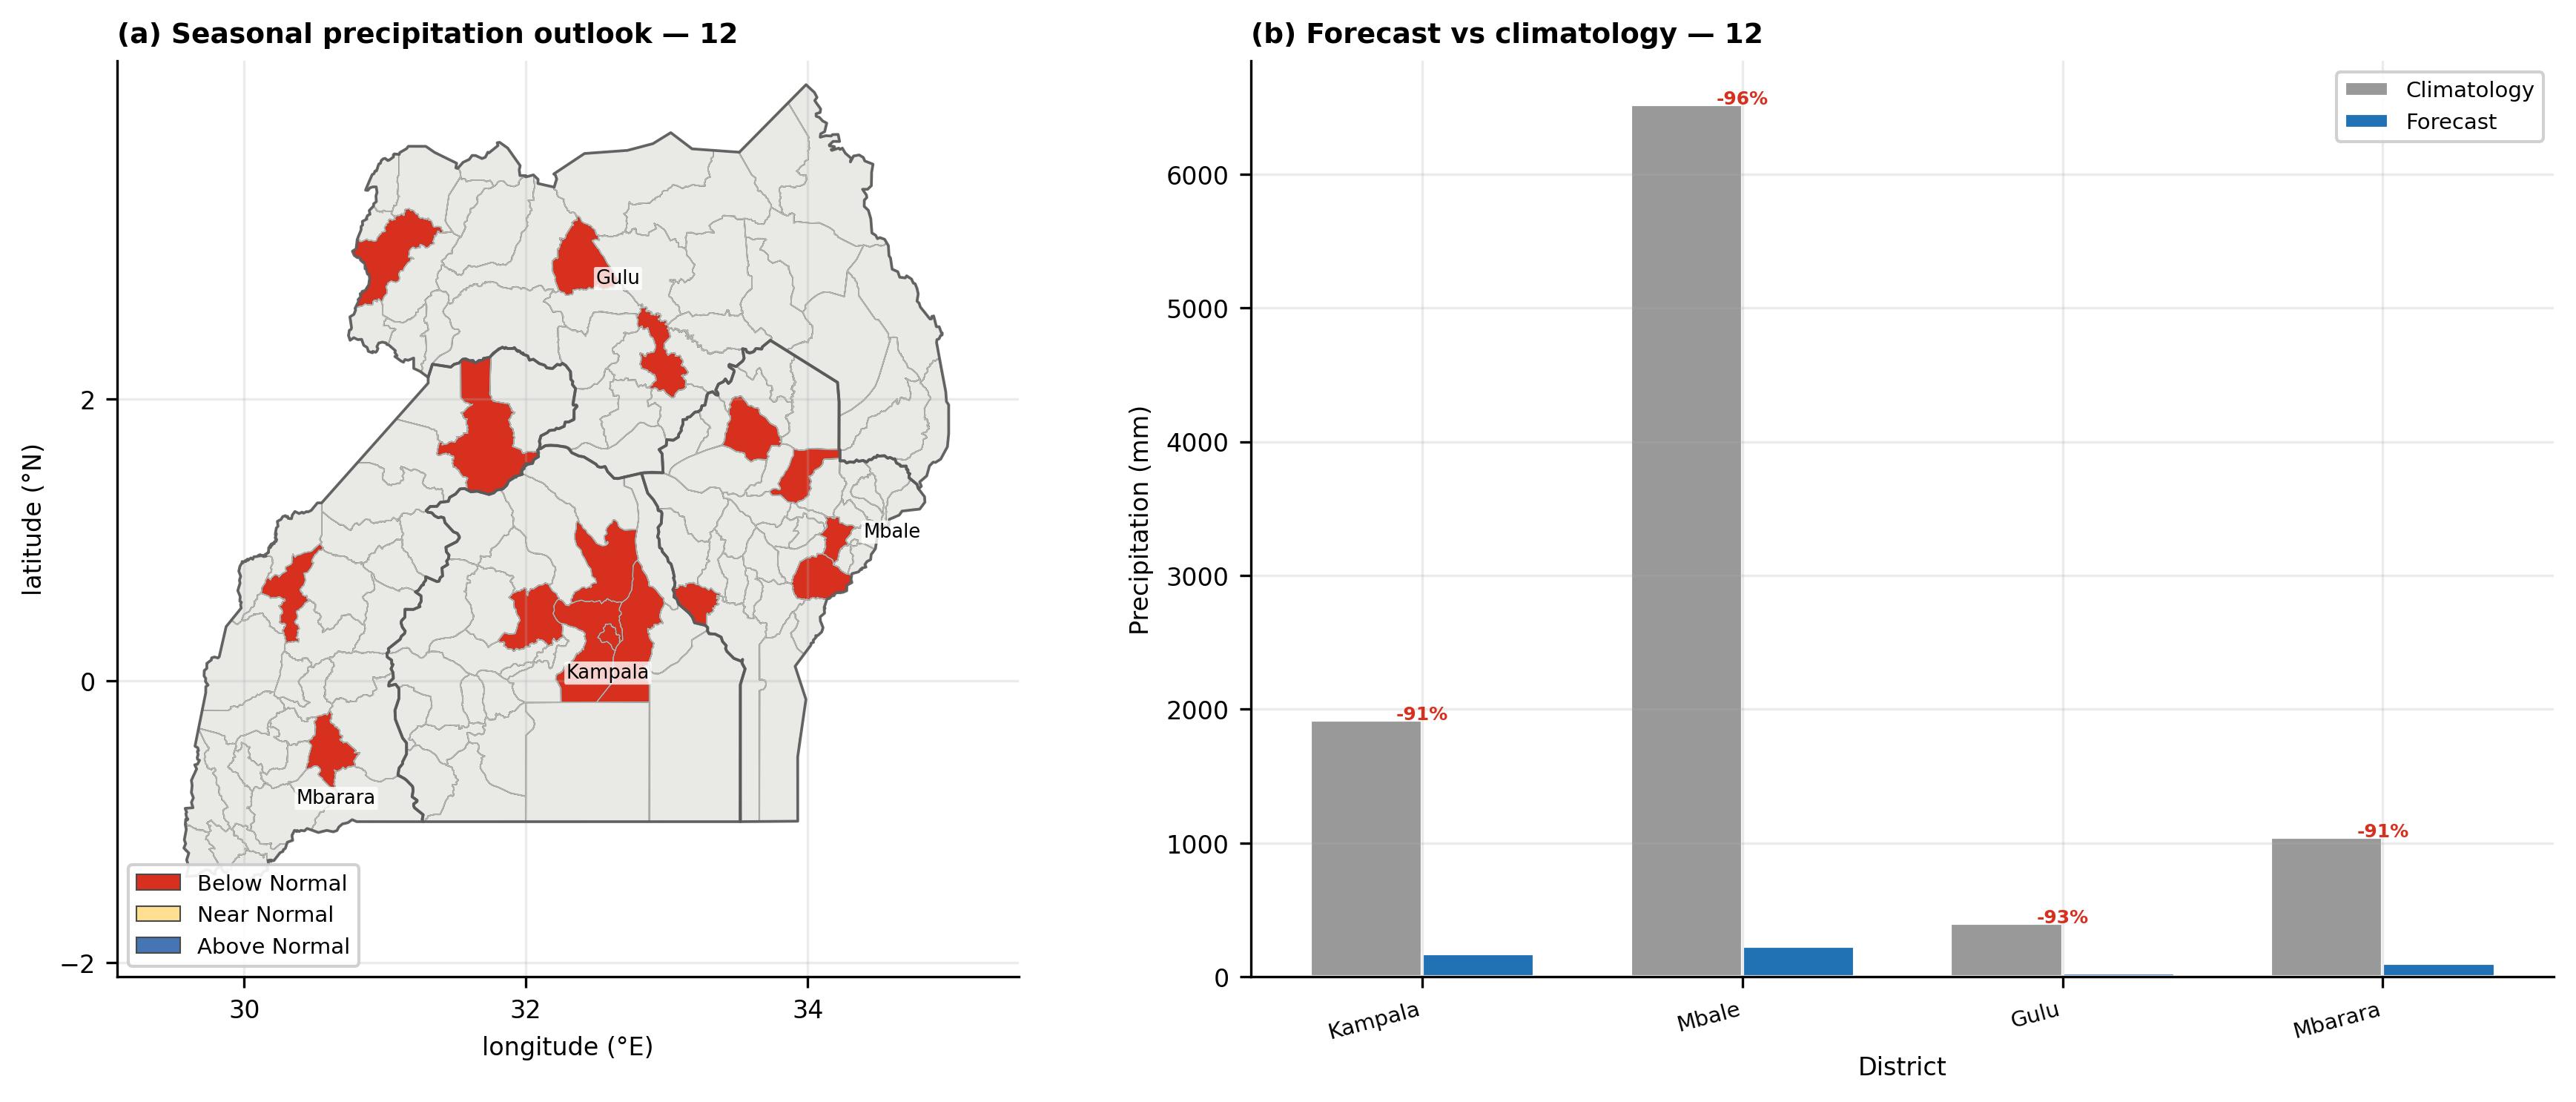 (a) Seasonal precipitation outlook — 12
latitude (°N)
2
0
−2
Gulu
Mbale
Kampala
Mbarara
Below Normal
Near Normal
Above Normal
30 32 34
longitude (°E)
(b) Forecast vs climatology — 12
Precipitation (mm)
6000
5000
4000
3000
2000
1000
0
-91%
-96%
-93%
-91%
Climatology
Forecast
Kampala Mbale Gulu Mbarara
District